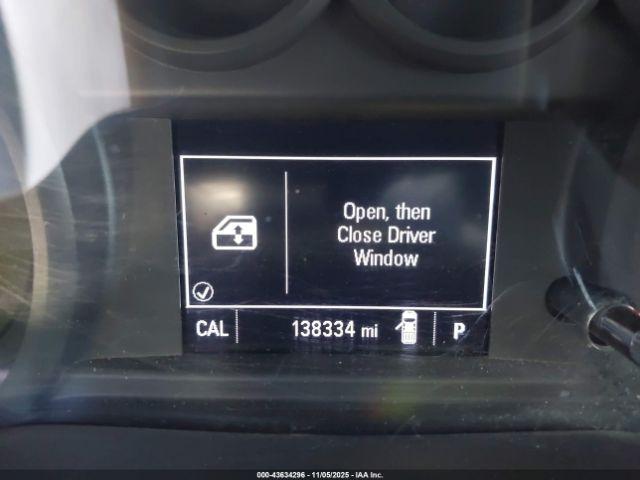 Open, then
Close Driver
Window
CAL 138334 mi P
000-43634296 - 11/05/2025 - IAA Inc.